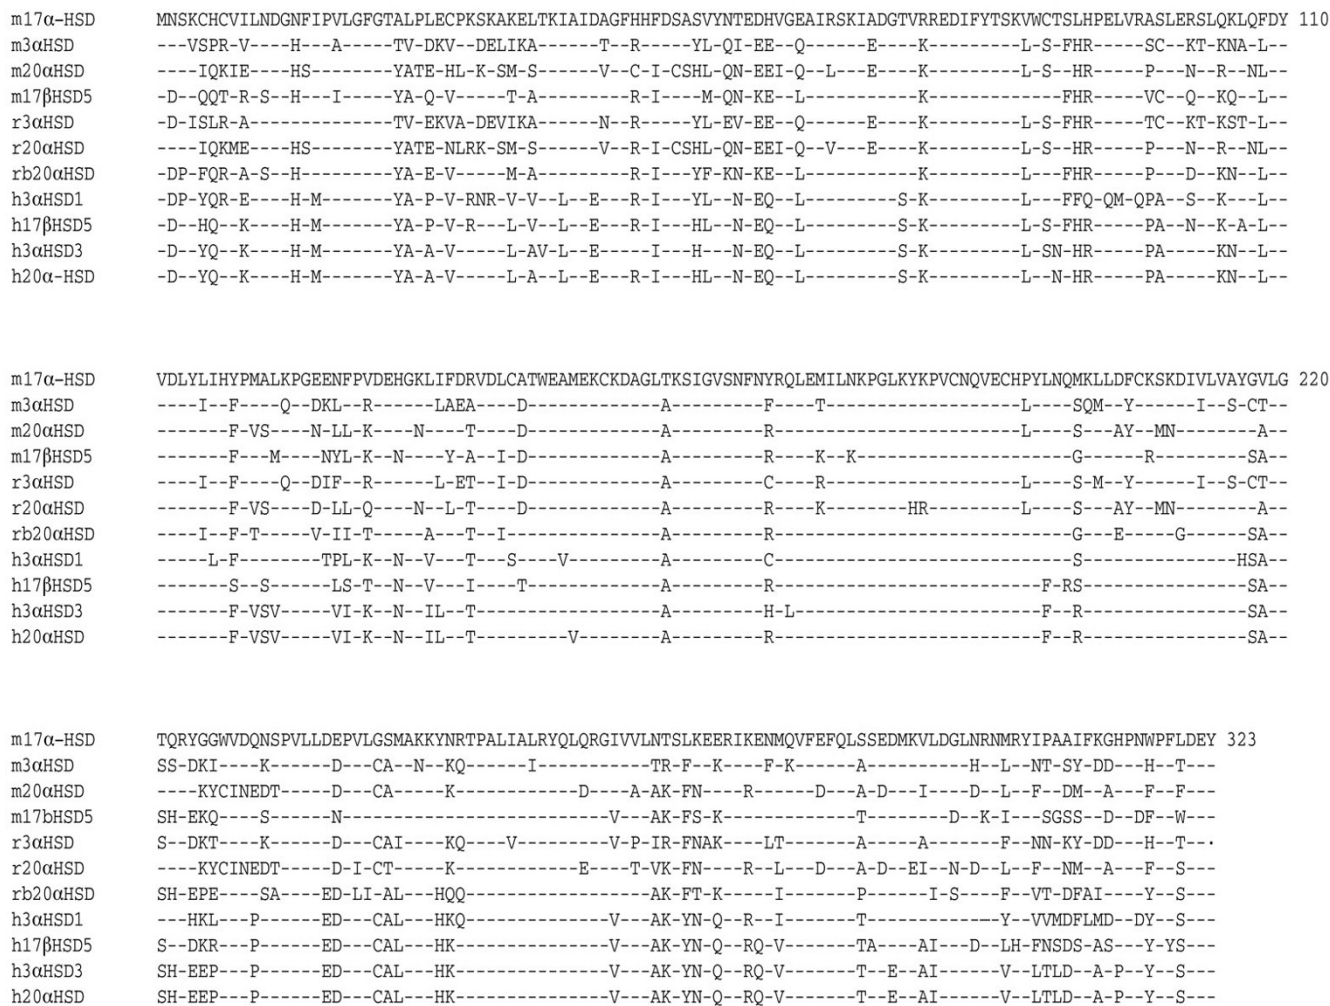 m17α-HSD MNSKCHCVILNDGNFIPVLGFGTALPLECPKSKAKELTKIAIDAGFHHFDSASVYNTEDHVGEAIRSKIADGTVRREDIFYTSKVWCTSLHPELVRASLERSLQKLQFDY 110
m3αHSD ---VSPR-V----H---A------TV-DKV--DELIKA------T--R-----YL-QI-EE--Q------E----K---------L-S-FHR-----SC--KT-KNA-L--
m20αHSD ----IQKIE----HS--------YATE-HL-K-SM-S------V--C-I-CSHL-QN-EEI-Q--L---E----K---------L-S--HR-----P---N--R--NL--
m17βHSD5 -D--QQT-R-S--H---I-----YA-Q-V-----T-A---------R-I----M-QN-KE--L-----------K-------------FHR-----VC--Q--KQ--L--
r3αHSD -D-ISLR-A--------------TV-EKVA-DEVIKA------N--R-----YL-EV-EE--Q------E----K---------L-S-FHR-----TC--KT-KST-L--
r20αHSD ----IQKME----HS--------YATE-NLRK-SM-S------V--R-I-CSHL-QN-EEI-Q--V---E----K---------L-S--HR-----P---N--R--NL--
rb20αHSD -DP-FQR-A-S--H---------YA-E-V-----M-A---------R-I---YF-KN-KE--L-----------K---------L---FHR-----P---D--KN--L--
h3αHSD1 -DP-YQR-E----H-M-------YA-P-V-RNR-V-V--L--E---R-I---YL--N-EQ--L---------S-K---------L---FFQ-QM-QPA--S--K---L--
h17βHSD5 -D--HQ--K----H-M-------YA-P-V-R---L-V--L--E---R-I---HL--N-EQ--L---------S-K---------L-S-FHR-----PA--N--K-A-L--
h3αHSD3 -D--YQ--K----H-M-------YA-A-V-----L-AV-L--E-----I---H---N-EQ--L---------S-K---------L-SN-HR-----PA----KN--L--
h20α-HSD -D--YQ--K----H-M-------YA-A-V-----L-A--L--E---R-I---HL--N-EQ--L---------S-K---------L--N-HR-----PA-----KN--L--
m17α-HSD VDLYLIHYPMALKPGEENFPVDEHGKLIFDRVDLCATWEAMEKCKDAGLTKSIGVSNFNYRQLEMILNKPGLKYKPVCNQVECHPYLNQMKLLDFCKSKDIVLVAYGVLG 220
m3αHSD ----I--F----Q--DKL--R------LAEA---D-------------A---------F----T-------------------L----SQM--Y------I--S-CT--
m20αHSD -------F-VS----N-LL-K----N----T---D-------------A---------R------------------------L----S---AY--MN--------A--
m17βHSD5 -------F---M----NYL-K--N----Y-A--I-D------------A---------R----K--K---------------------G------R---------SA--
r3αHSD ----I--F----Q--DIF--R------L-ET--I-D------------A---------C----R-------------------L----S-M--Y------I--S-CT--
r20αHSD -------F-VS----D-LL-Q----N--L-T---D-------------A---------R----K--------HR---------L----S---AY--MN--------A--
rb20αHSD ----I--F-T-----V-II-T-----A---T--I--------------A---------R-----------------------------G---E-----G------SA--
h3αHSD1 -----L-F--------TPL-K--N--V---T---S----V--------A---------C-----------------------------S---------------HSA--
h17βHSD5 -------S--S------LS-T--N--V---I----T------------A---------R--------------------------F-RS----------------SA--
h3αHSD3 -------F-VSV-----VI-K--N--IL--T-----------------A---------H-L------------------------F--R----------------SA--
h20αHSD -------F-VSV-----VI-K--N--IL--T---------V-------A---------R--------------------------F--R----------------SA--
m17α-HSD TQRYGGWVDQNSPVLLDEPVLGSMAKKYNRTPALIALRYQLQRGIVVLNTSLKEERIKENMQVFEFQLSSEDMKVLDGLNRNMRYIPAAIFKGHPNWPFLDEY 323
m3αHSD SS-DKI----K------D---CA--N--KQ------I--------------TR-F--K----F-K------A----------H--L--NT-SY-DD---H--T---
m20αHSD ----KYCINEDT-----D---CA-----K------------D----A-AK-FN----R------D----A-D---I----D--L--F--DM--A---F--F---
m17bHSD5 SH-EKQ----S------N--------------------------V---AK-FS-K-------------T--------D--K-I---SGSS--D--DF--W---
r3αHSD S--DKT----K------D---CAI----KQ----V-----------V-P-IR-FNAK----LT-------A-----A-------F--NN-KY-DD---H--T--·
r20αHSD ----KYCINEDT-----D-I-CT-----K------------E----T-VK-FN----R--L---D----A-D--EI--N-D--L--F--NM--A---F--S---
rb20αHSD SH-EPE----SA----ED-LI-AL---HQQ------------------AK-FT-K-----I-------P------I-S----F--VT-DFAI----Y--S---
h3αHSD1 ---HKL---P------ED---CAL---HKQ--------------V---AK-YN-Q--R--I-------T-----------—--Y--VVMDFLMD--DY--S---
h17βHSD5 S--DKR---P------ED---CAL---HK---------------V---AK-YN-Q--RQ-V-------TA----AI---D--LH-FNSDS-AS---Y-YS---
h3αHSD3 SH-EEP---P------ED---CAL---HK---------------V---AK-YN-Q--RQ-V-------T--E--AI------V--LTLD--A-P--Y--S---
h20αHSD SH-EEP---P------ED---CAL---HK---------------V---AK-YN-Q--RQ-V-------T--E--AI------V--LTLD--A-P--Y--S---